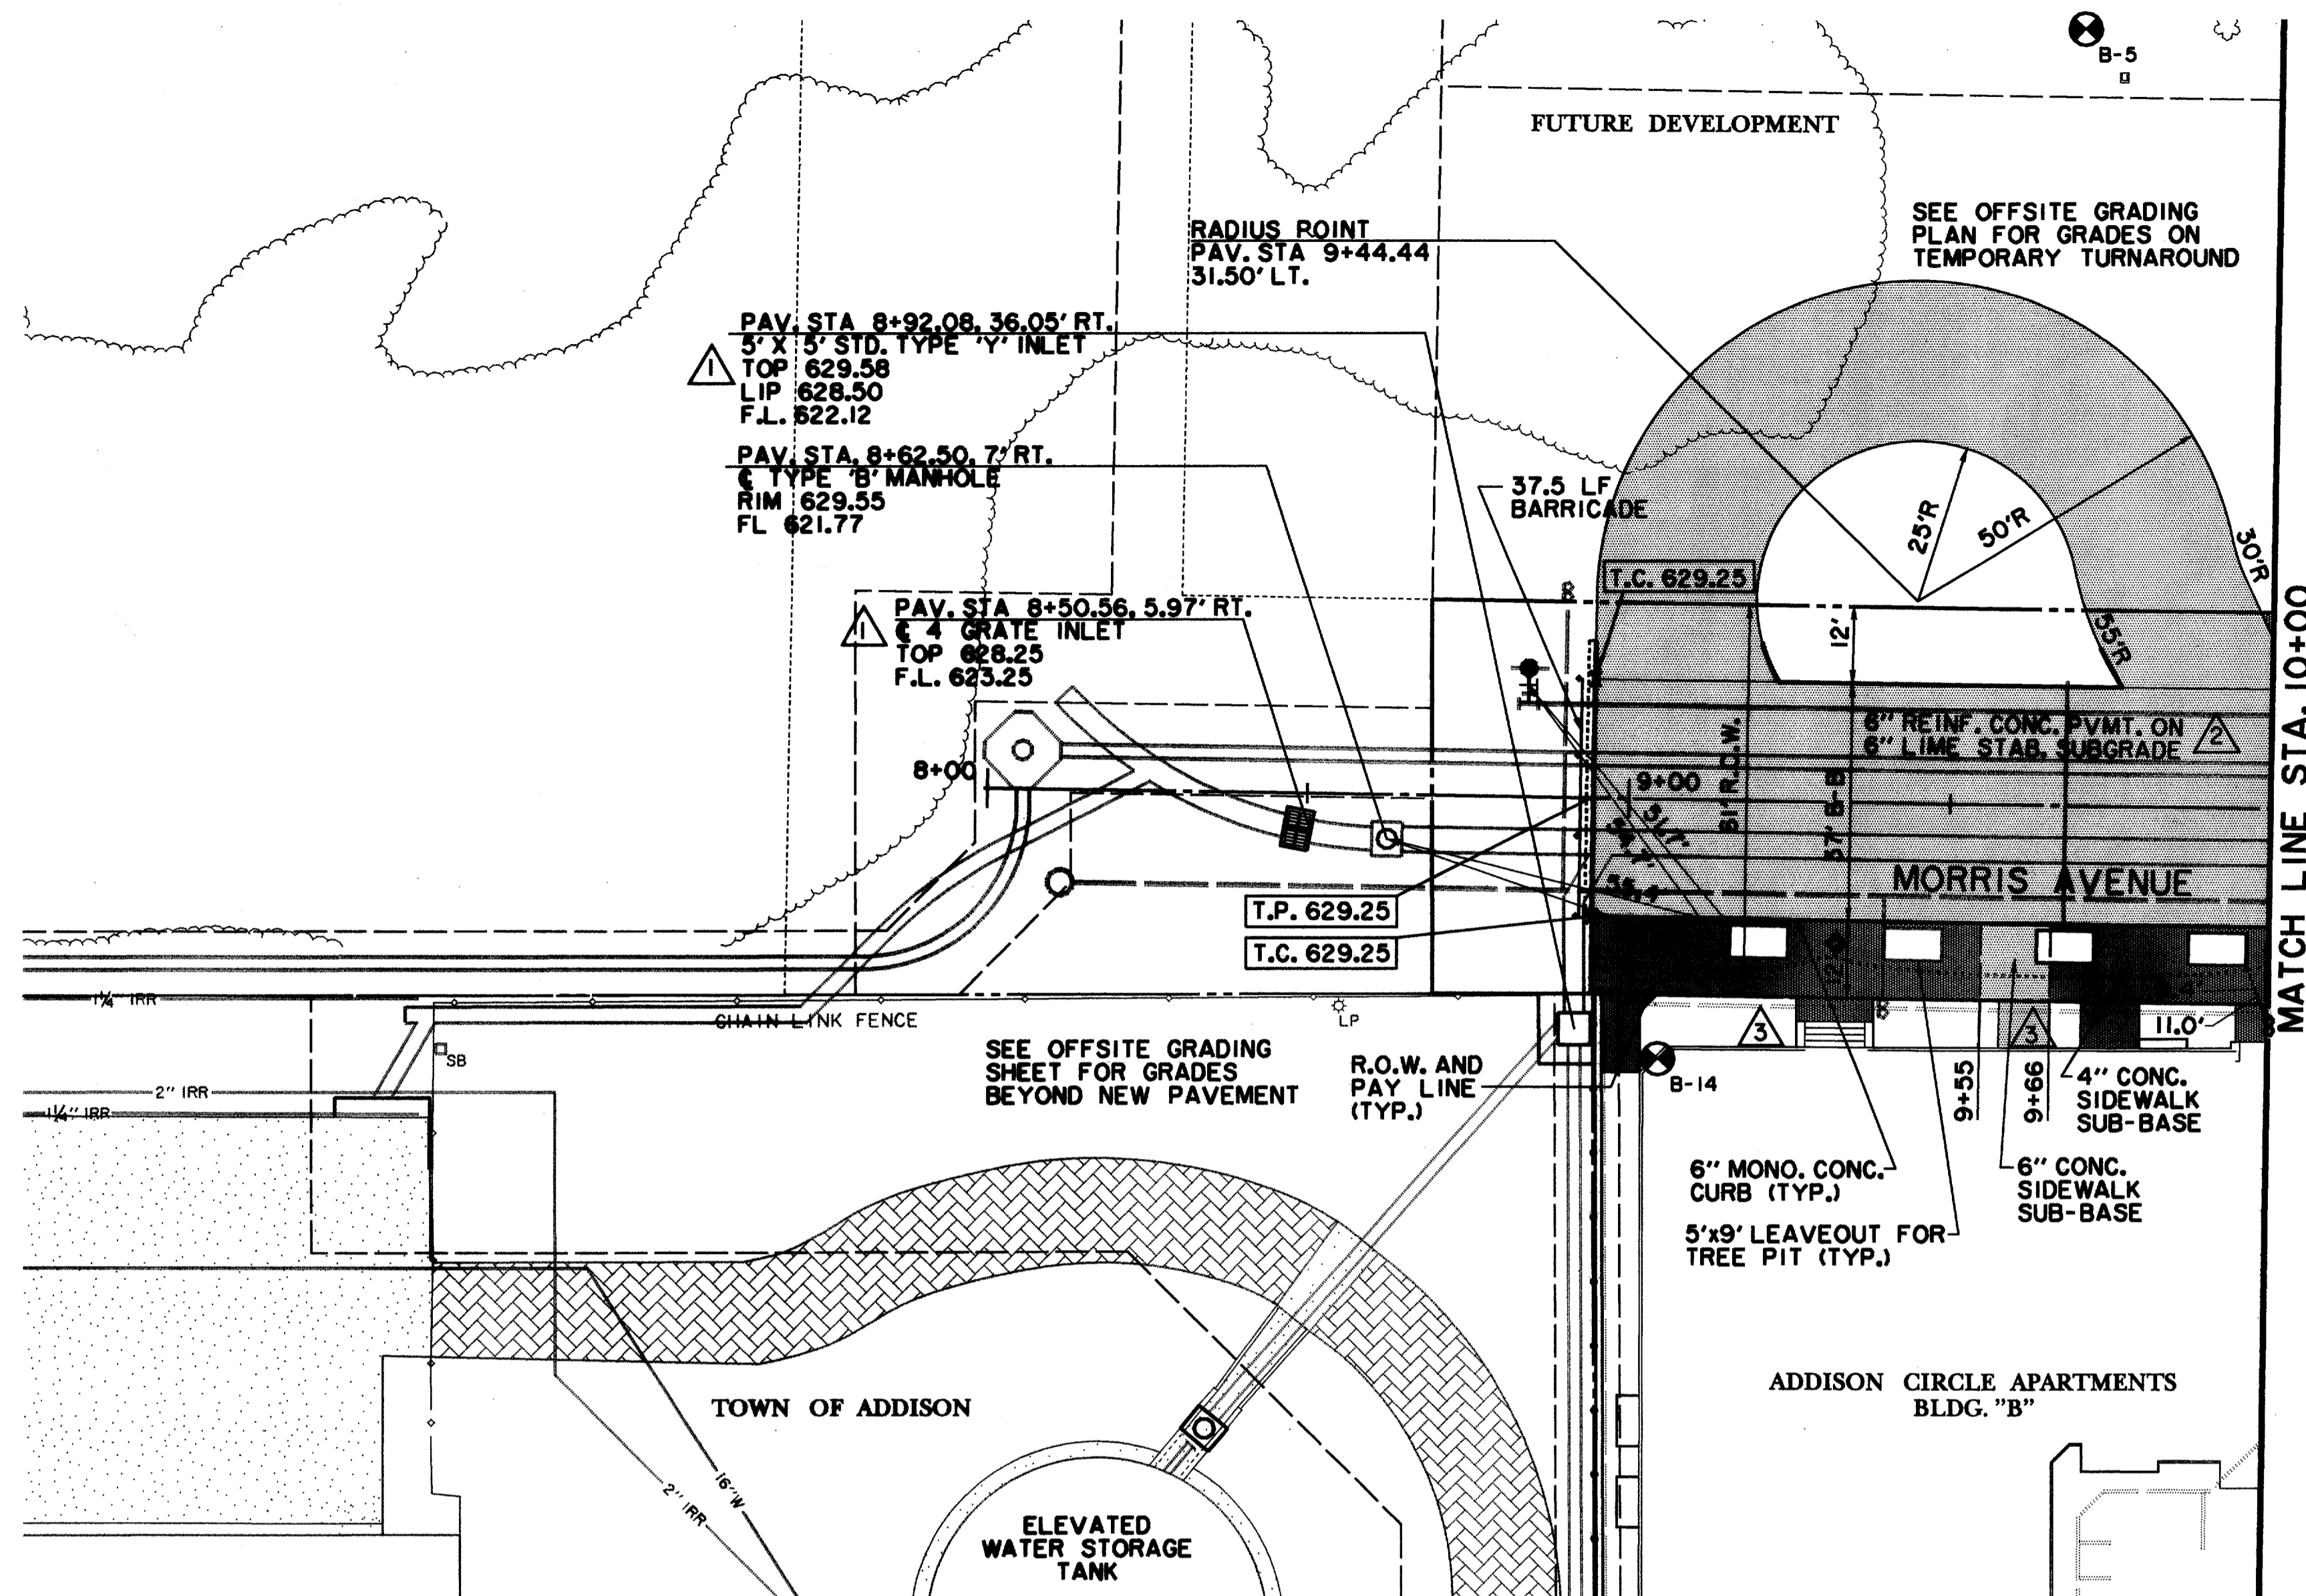 B-5
FUTURE DEVELOPMENT
SEE OFFSITE GRADING
PLAN FOR GRADES ON
TEMPORARY TURNAROUND
RADIUS POINT
PAV. STA 9+44.44
31.50' LT.
PAV. STA 8+92.08, 36.05' RT.
5' X 5' STD. TYPE 'Y' INLET
1
TOP 629.58
LIP 628.50
F.L. 622.12
PAV. STA. 8+62.50, 7' RT.
℄ TYPE 'B' MANHOLE
RIM 629.55
FL 621.77
37.5 LF
BARRICADE
25'R
50'R
30'R
55'R
T.C. 629.25
PAV. STA 8+50.56, 5.97' RT.
1
℄ 4 GRATE INLET
TOP 628.25
F.L. 623.25
12'
6" REINF. CONC. PVMT. ON
6" LIME STAB. SUBGRADE
2
61' R.O.W.
37' B-B
8+00
9+00
MORRIS AVENUE
MATCH LINE STA. 10+00
T.P. 629.25
T.C. 629.25
1¼" IRR
CHAIN LINK FENCE
LP
SB
3
3
11.0'
SEE OFFSITE GRADING
SHEET FOR GRADES
BEYOND NEW PAVEMENT
R.O.W. AND
PAY LINE
(TYP.)
B-14
9+55
9+66
4" CONC.
SIDEWALK
SUB-BASE
2" IRR
1¼" IRR
6" MONO. CONC.
CURB (TYP.)
6" CONC.
SIDEWALK
SUB-BASE
5'x9' LEAVEOUT FOR
TREE PIT (TYP.)
TOWN OF ADDISON
ADDISON CIRCLE APARTMENTS
BLDG. "B"
16"W
2" IRR
ELEVATED
WATER STORAGE
TANK